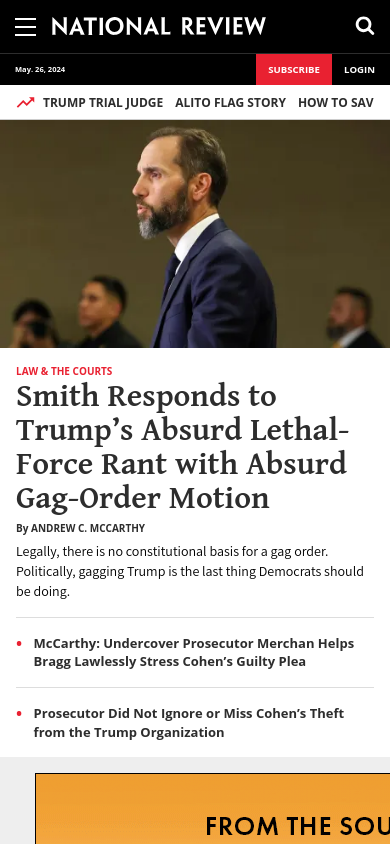 NATIONAL REVIEW
May. 26, 2024
SUBSCRIBE
LOGIN
TRUMP TRIAL JUDGE ALITO FLAG STORY HOW TO SAV
LAW & THE COURTS
Smith Responds to
Trump’s Absurd Lethal-
Force Rant with Absurd
Gag-Order Motion
By ANDREW C. MCCARTHY
Legally, there is no constitutional basis for a gag order.
Politically, gagging Trump is the last thing Democrats should
be doing.
McCarthy: Undercover Prosecutor Merchan Helps
Bragg Lawlessly Stress Cohen’s Guilty Plea
Prosecutor Did Not Ignore or Miss Cohen’s Theft
from the Trump Organization
FROM THE SOU